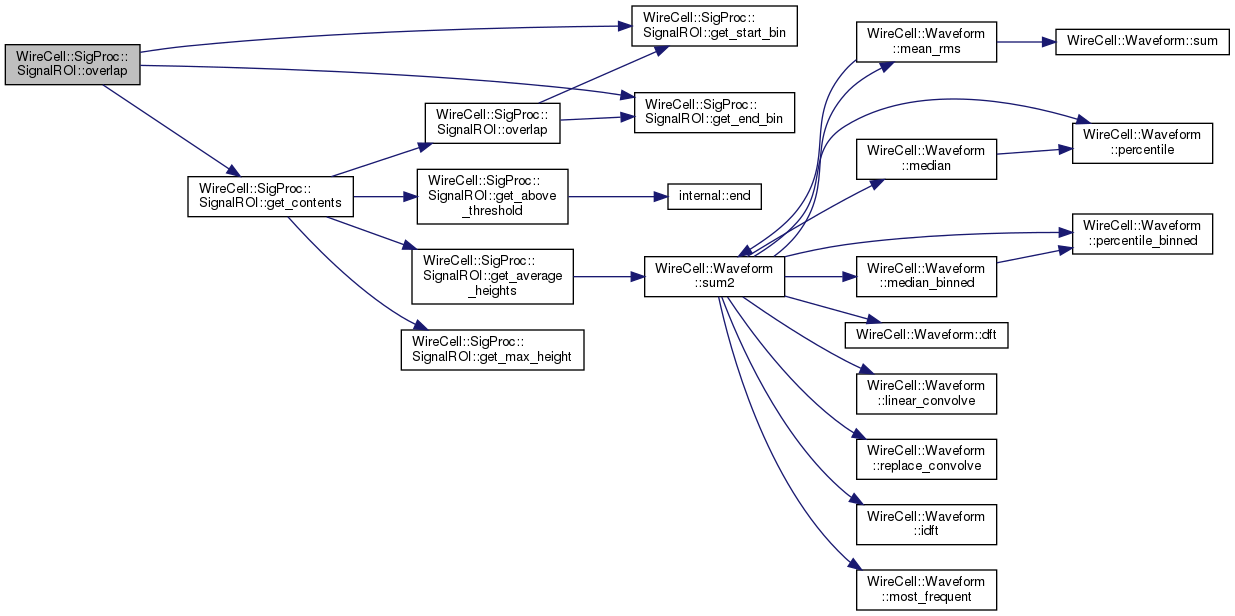 WireCell::SigProc::
SignalROI::overlap
WireCell::SigProc::
SignalROI::get_contents
WireCell::SigProc::
SignalROI::overlap
WireCell::SigProc::
SignalROI::get_above
_threshold
WireCell::SigProc::
SignalROI::get_average
_heights
WireCell::SigProc::
SignalROI::get_max_height
WireCell::SigProc::
SignalROI::get_start_bin
WireCell::SigProc::
SignalROI::get_end_bin
internal::end
WireCell::Waveform
::sum2
WireCell::Waveform
::mean_rms
WireCell::Waveform
::median
WireCell::Waveform
::median_binned
WireCell::Waveform::dft
WireCell::Waveform
::linear_convolve
WireCell::Waveform
::replace_convolve
WireCell::Waveform
::idft
WireCell::Waveform
::most_frequent
WireCell::Waveform::sum
WireCell::Waveform
::percentile
WireCell::Waveform
::percentile_binned